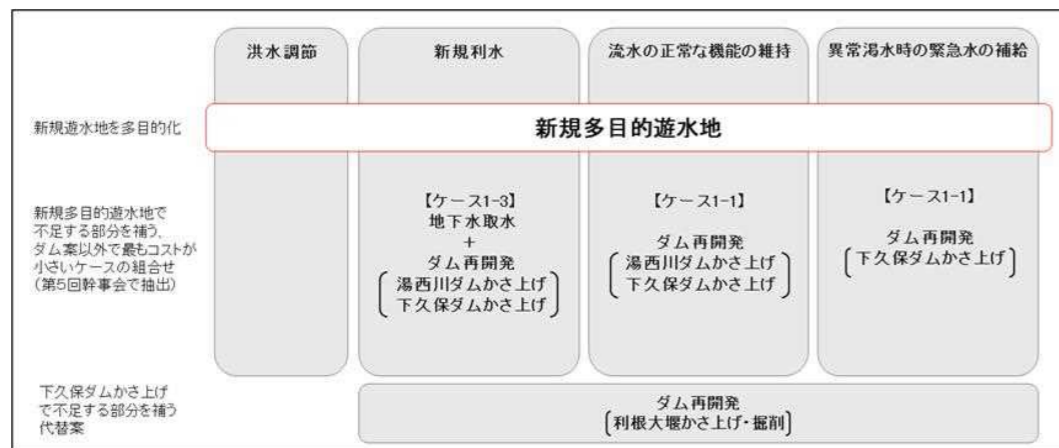 洪水調節
新規利水
流水の正常な機能の維持
異常渇水時の緊急水の補給
新規遊水地を多目的化
新規多目的遊水地
新規多目的遊水地で
不足する部分を補う、
ダム案以外で最もコストが
小さいケースの組合せ
(第5回幹事会で抽出)
【ケース1-3】
地下水取水
+
ダム再開発
湯西川ダムかさ上げ
下久保ダムかさ上げ
【ケース1-1】
ダム再開発
湯西川ダムかさ上げ
下久保ダムかさ上げ
【ケース1-1】
ダム再開発
下久保ダムかさ上げ
下久保ダムかさ上げ
で不足する部分を補う
代替案
ダム再開発
利根大堰かさ上げ・掘削